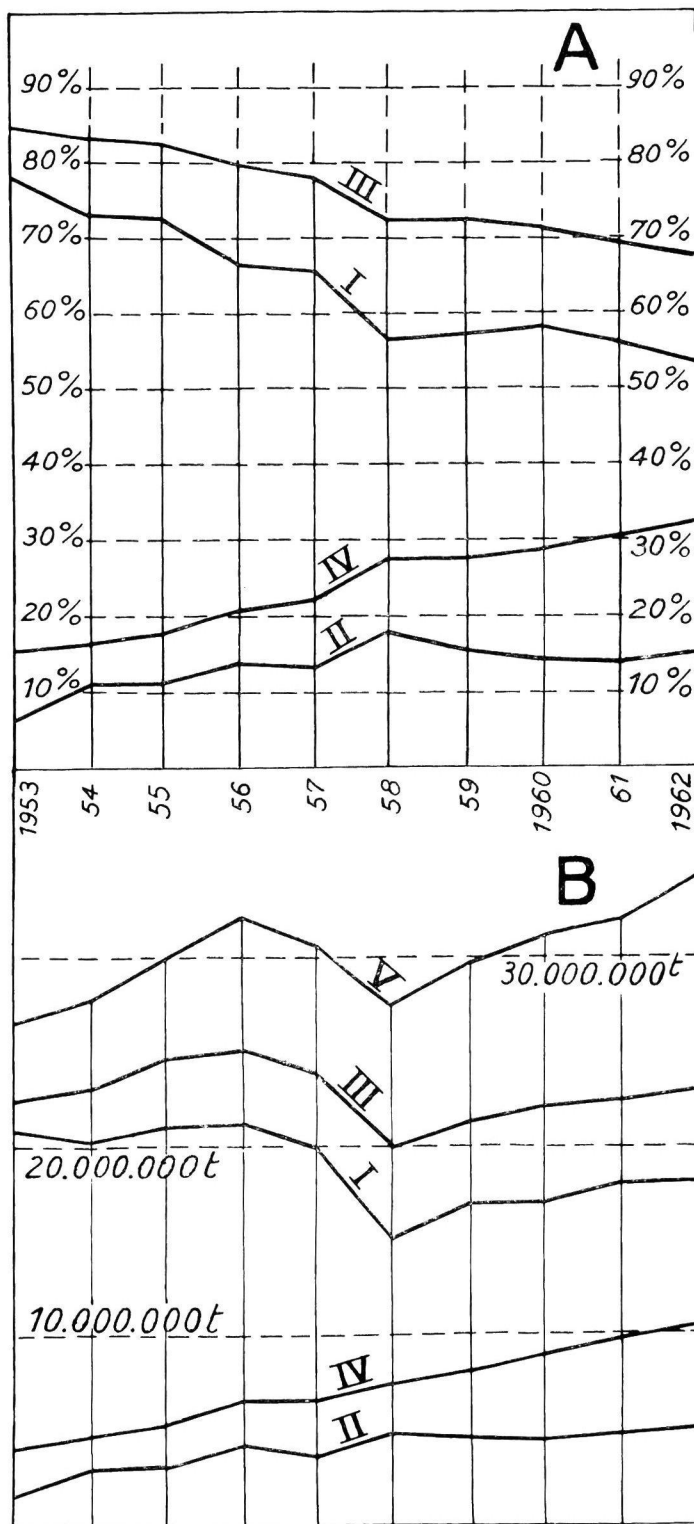 A
90% 90%
80% 80%
III
70% 70%
I
60% 60%
50% 50%
40% 40%
30% 30%
IV
20% 20%
II
10% 10%
1953 54 55 56 57 58 59 1960 61 1962
B
V
30.000.000t
III
20.000.000t
I
10.000.000t
IV
II